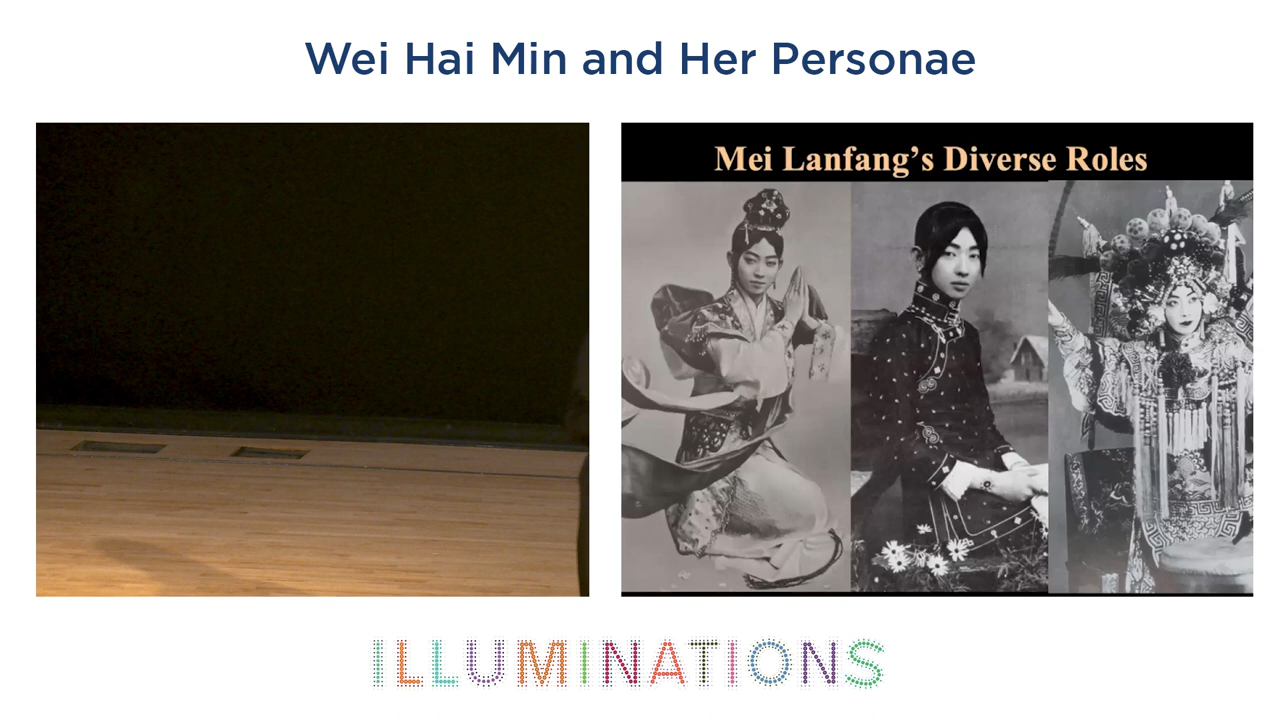 Wei Hai Min and Her Personae
Mei Lanfang’s Diverse Roles
ILLUMINATIONS